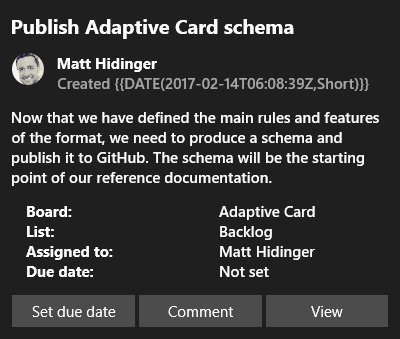 Publish Adaptive Card schema
Matt Hidinger
Created {{DATE(2017-02-14T06:08:39Z,Short)}}
Now that we have defined the main rules and features
of the format, we need to produce a schema and
publish it to GitHub. The schema will be the starting
point of our reference documentation.
Board: Adaptive Card
List: Backlog
Assigned to: Matt Hidinger
Due date: Not set
Set due date Comment View